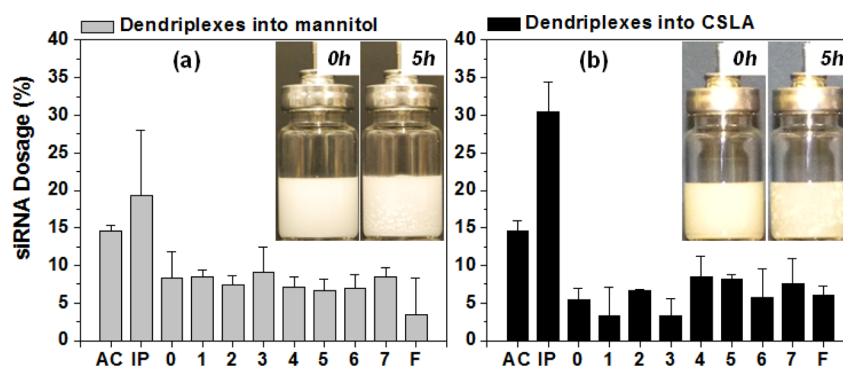 Dendriplexes into mannitol
Dendriplexes into CSLA
siRNA Dosage (%)
40
35
30
25
20
15
10
5
0
(a)
0h
5h
AC IP 0 1 2 3 4 5 6 7 F
40
35
30
25
20
15
10
5
0
(b)
0h
5h
AC IP 0 1 2 3 4 5 6 7 F